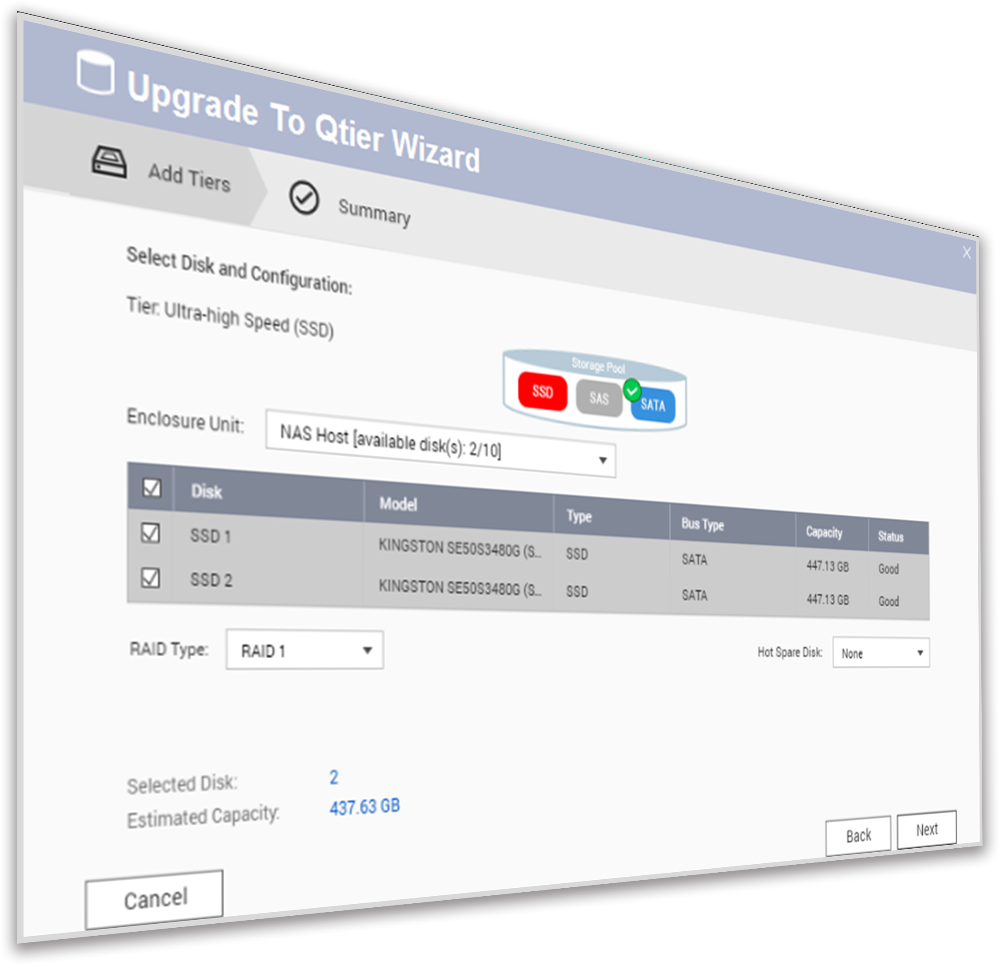 Upgrade To Qtier Wizard
Add Tiers
Summary
X
Select Disk and Configuration:
Tier: Ultra-high Speed (SSD)
Storage Pool
SSD SAS SATA
Enclosure Unit: NAS Host [available disk(s): 2/10]
Disk Model Type Bus Type Capacity Status
SSD 1 KINGSTON SE50S3480G (S... SSD SATA 447.13 GB Good
SSD 2 KINGSTON SE50S3480G (S... SSD SATA 447.13 GB Good
RAID Type: RAID 1 Hot Spare Disk: None
Selected Disk: 2
Estimated Capacity: 437.63 GB
Back Next
Cancel